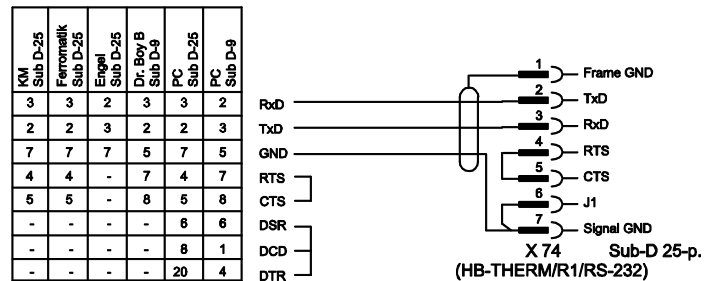 KM Sub D-25 Ferromatik Sub D-25 Engel Sub D-25 Dr. Boy B Sub D-9 PC Sub D-25 PC Sub D-9
3 3 2 3 3 2 RxD
2 2 3 2 2 3 TxD
7 7 7 5 7 5 GND
4 4 - 7 4 7 RTS
5 5 - 8 5 8 CTS
- - - - 6 6 DSR
- - - - 8 1 DCD
- - - - 20 4 DTR
1 Frame GND
2 TxD
3 RxD
4 RTS
5 CTS
6 J1
7 Signal GND
X 74 Sub-D 25-p.
(HB-THERM/R1/RS-232)